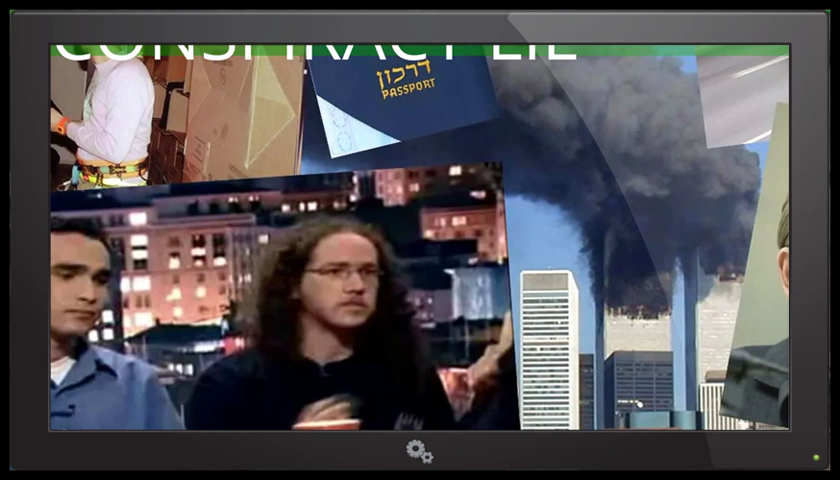 CONSPIRACY LIE
דרכון
PASSPORT